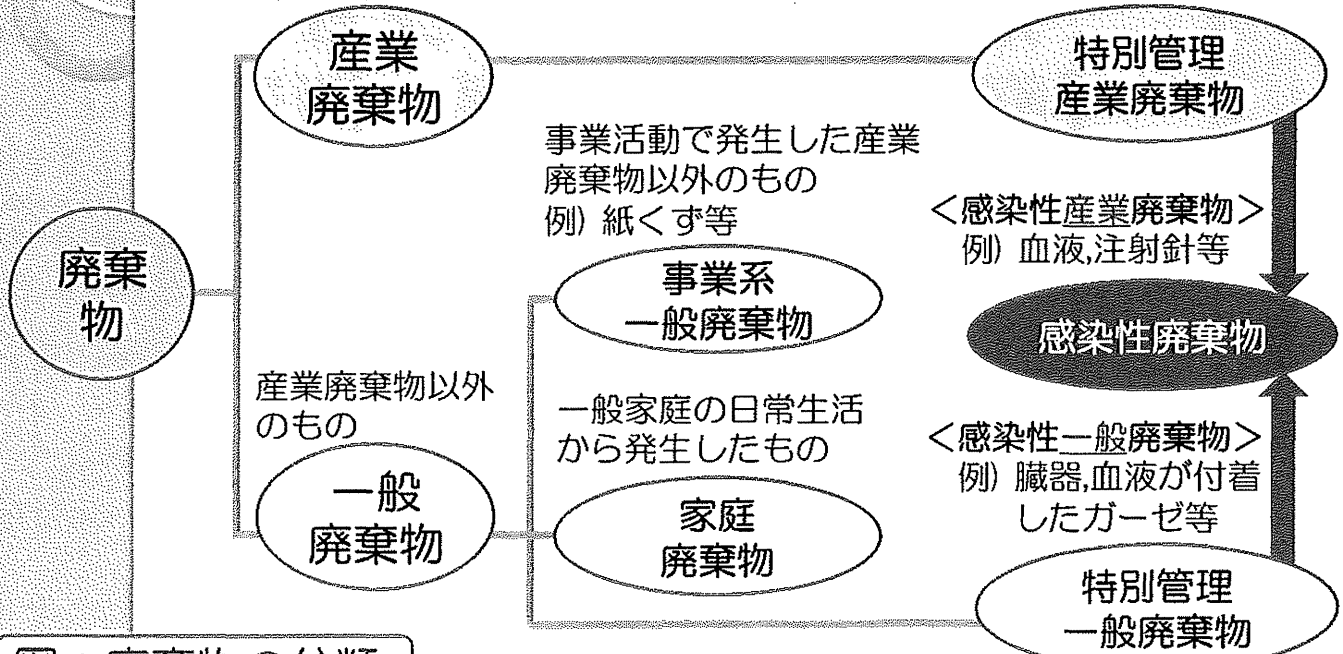 産業
廃棄物
特別管理
産業廃棄物
事業活動で発生した産業
廃棄物以外のもの
例) 紙くず等
<感染性産業廃棄物>
例) 血液,注射針等
廃棄
物
事業系
一般廃棄物
感染性廃棄物
産業廃棄物以外
のもの
一般家庭の日常生活
から発生したもの
<感染性一般廃棄物>
例) 臓器,血液が付着
したガーゼ等
一般
廃棄物
家庭
廃棄物
特別管理
一般廃棄物